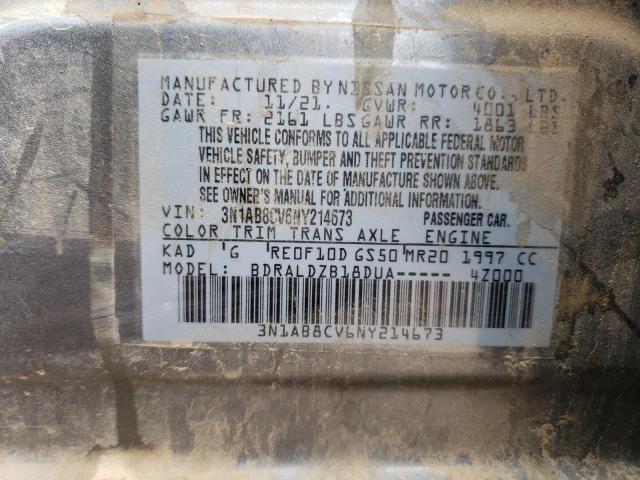 MANUFACTURED BY NISSAN MOTOR CO., LTD.
DATE: 11/21. GVWR: 4001 LBS
GAWR FR: 2161 LBS GAWR RR: 1863 LBS
THIS VEHICLE CONFORMS TO ALL APPLICABLE FEDERAL MOTOR
VEHICLE SAFETY, BUMPER AND THEFT PREVENTION STANDARDS
IN EFFECT ON THE DATE OF MANUFACTURE SHOWN ABOVE.
SEE OWNER'S MANUAL FOR ADDITIONAL INFORMATION.
VIN: 3N1AB8CV6NY214673 PASSENGER CAR.
COLOR TRIM TRANS AXLE ENGINE
KAD G RE0F10D GS50 MR20 1997 CC
MODEL: BDRALDZB18DUA----- 4Z000
3N1AB8CV6NY214673